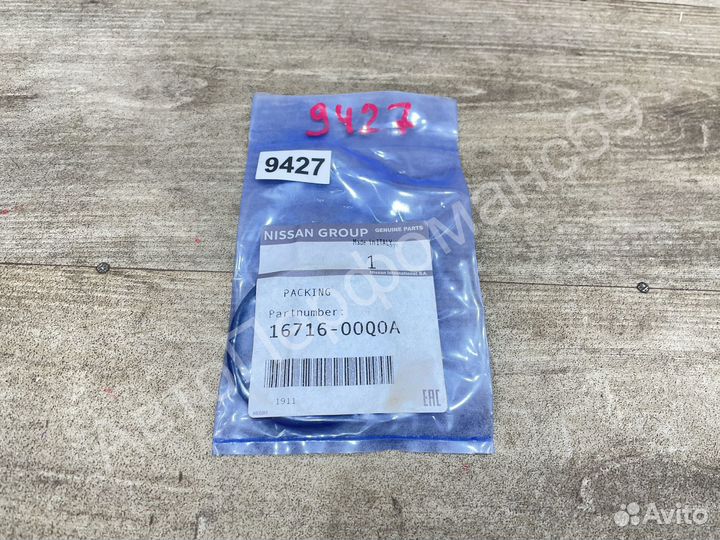 9427
9427
NISSAN GROUP GENUINE PARTS
Made in ITALY
1
Nissan International S.A.
PACKING
Partnumber:
16716-00Q0A
1911
EAC
АвтоПерфоманс59
Avito